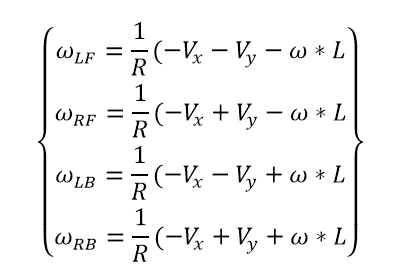 ω_LF = 1/R (−V_x − V_y − ω * L
ω_RF = 1/R (−V_x + V_y − ω * L
ω_LB = 1/R (−V_x − V_y + ω * L
ω_RB = 1/R (−V_x + V_y + ω * L